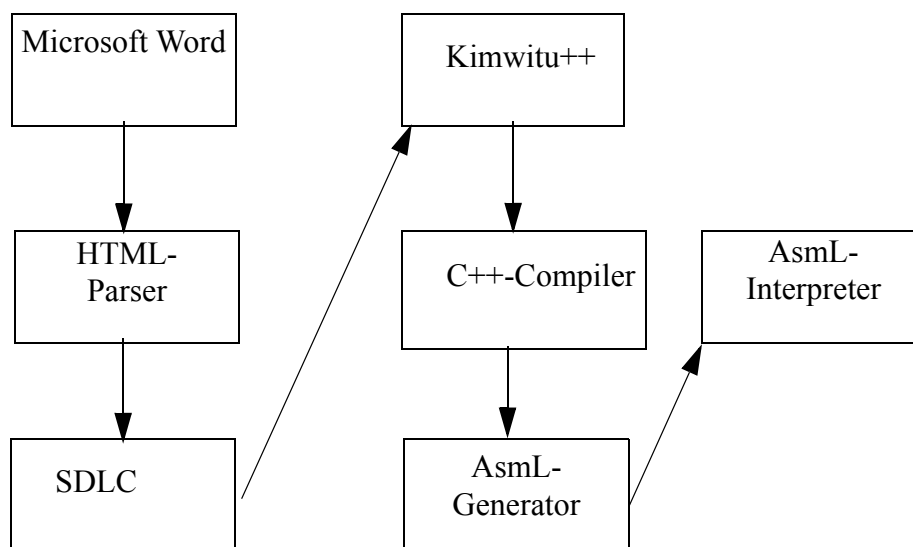 Microsoft Word
HTML-
Parser
SDLC
Kimwitu++
C++-Compiler
AsmL-
Generator
AsmL-
Interpreter